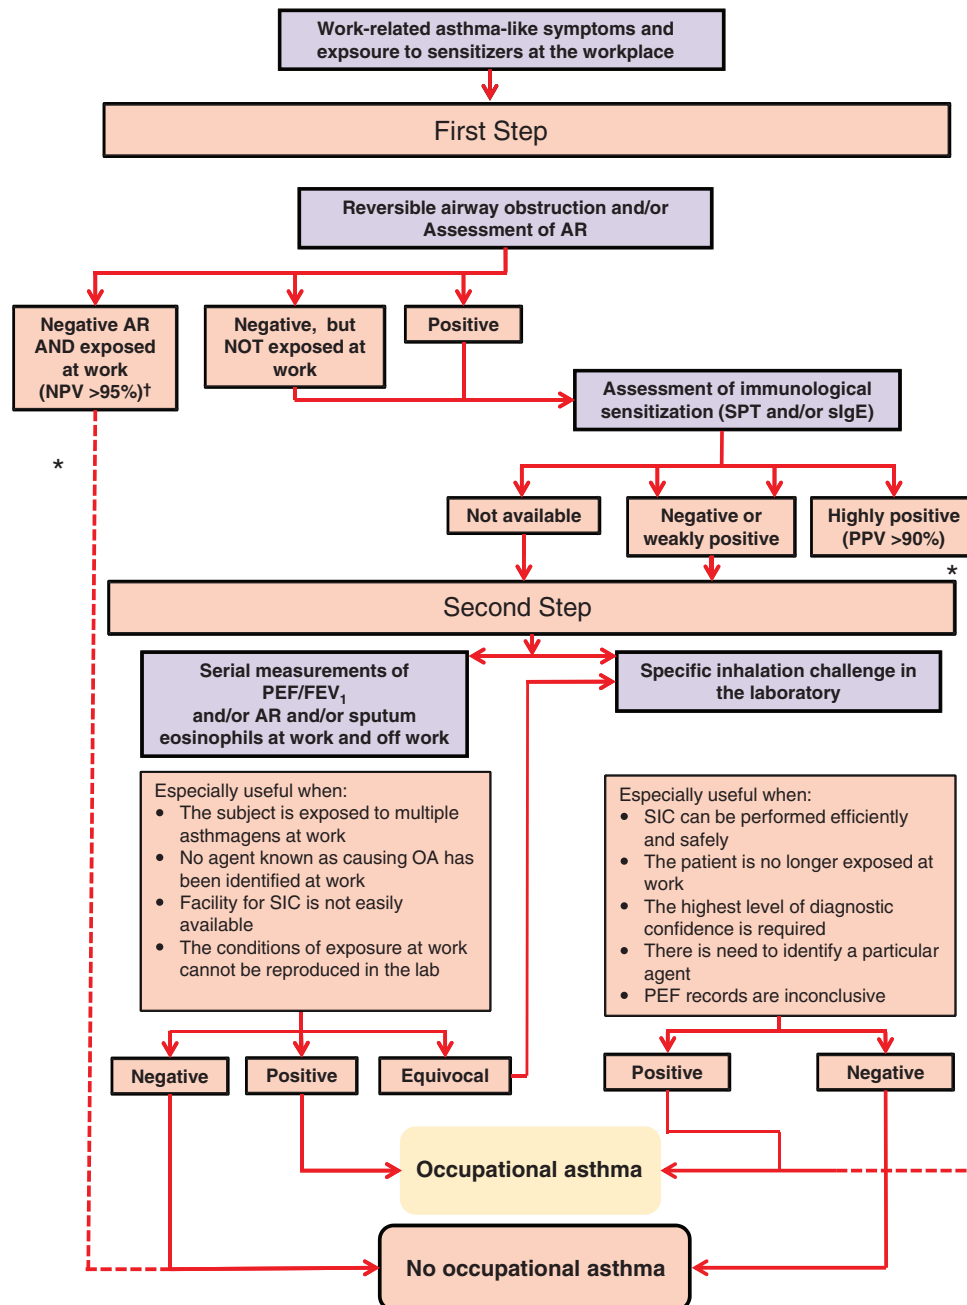 Work-related asthma-like symptoms and
expsoure to sensitizers at the workplace
First Step
Reversible airway obstruction and/or
Assessment of AR
Negative AR
AND exposed
at work
(NPV >95%)†
Negative, but
NOT exposed at
work
Positive
Assessment of immunological
sensitization (SPT and/or sIgE)
*
Not available
Negative or
weakly positive
Highly positive
(PPV >90%)
*
Second Step
Serial measurements of
PEF/FEV1
and/or AR and/or sputum
eosinophils at work and off work
Specific inhalation challenge in
the laboratory
Especially useful when:
• The subject is exposed to multiple
asthmagens at work
• No agent known as causing OA has
been identified at work
• Facility for SIC is not easily
available
• The conditions of exposure at work
cannot be reproduced in the lab
Especially useful when:
• SIC can be performed efficiently
and safely
• The patient is no longer exposed at
work
• The highest level of diagnostic
confidence is required
• There is need to identify a particular
agent
• PEF records are inconclusive
Negative
Positive
Equivocal
Positive
Negative
Occupational asthma
No occupational asthma